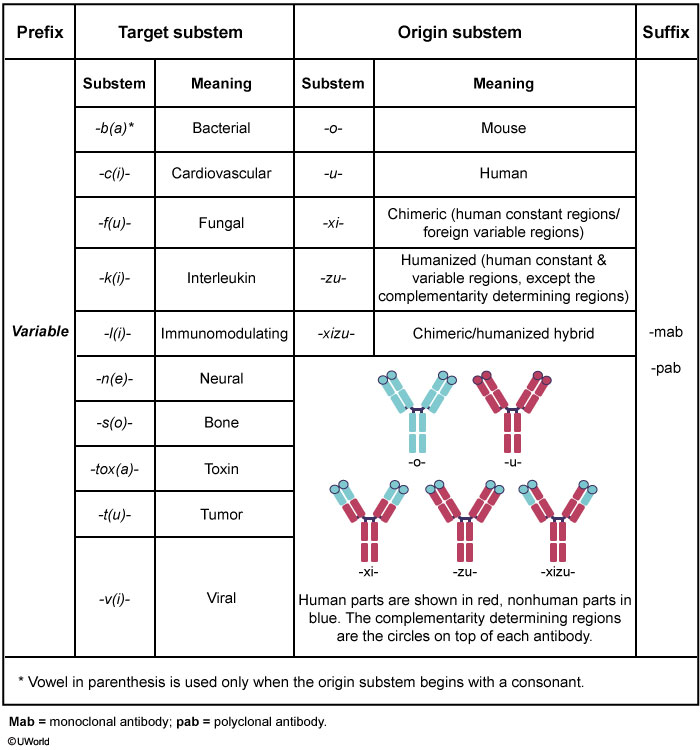 Prefix Target substem Origin substem Suffix
Substem Meaning Substem Meaning
-b(a)* Bacterial -o- Mouse
-c(i)- Cardiovascular -u- Human
-f(u)- Fungal -xi- Chimeric (human constant regions/
foreign variable regions)
-k(i)- Interleukin -zu- Humanized (human constant &
variable regions, except the
complementarity determining regions)
Variable -l(i)- Immunomodulating -xizu- Chimeric/humanized hybrid -mab
-pab
-n(e)- Neural
-s(o)- Bone
-tox(a)- Toxin
-t(u)- Tumor
-v(i)- Viral
-o- -u-
-xi- -zu- -xizu-
Human parts are shown in red, nonhuman parts in
blue. The complementarity determining regions
are the circles on top of each antibody.
* Vowel in parenthesis is used only when the origin substem begins with a consonant.
Mab = monoclonal antibody; pab = polyclonal antibody.
©UWorld